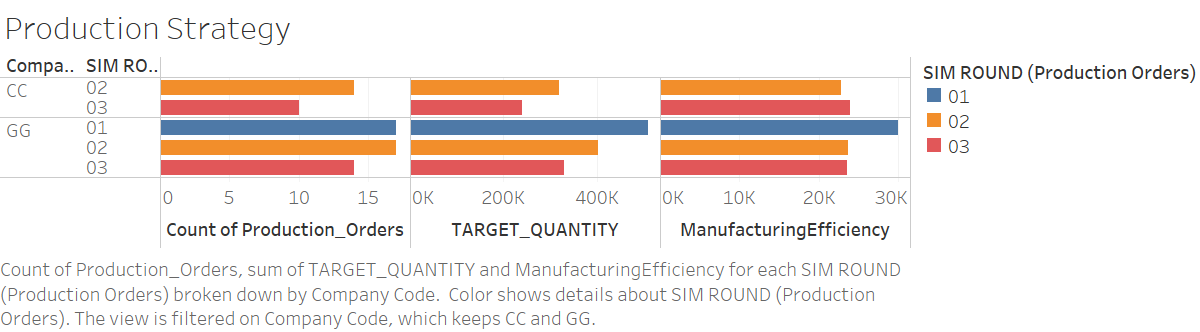 Production Strategy
Compa.. SIM RO..
SIM ROUND (Production Orders)
01
02
03
CC 02
03
GG 01
02
03
0 5 10 15 0K 200K 400K 0K 10K 20K 30K
Count of Production_Orders TARGET_QUANTITY ManufacturingEfficiency
Count of Production_Orders, sum of TARGET_QUANTITY and ManufacturingEfficiency for each SIM ROUND
(Production Orders) broken down by Company Code.  Color shows details about SIM ROUND (Production
Orders). The view is filtered on Company Code, which keeps CC and GG.